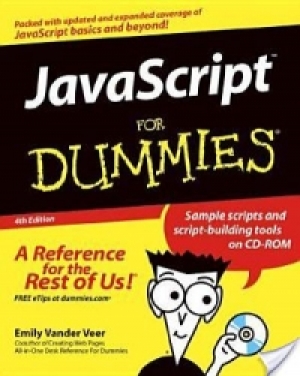 Packed with updated and expanded coverage of
JavaScript basics and beyond!
JavaScript™
FOR
DUMMIES®
4th Edition
Sample scripts and
script-building tools
on CD-ROM
A Reference
for the
Rest of Us!®
FREE eTips at dummies.com®
Emily Vander Veer
Coauthor of Creating Web Pages
All-in-One Desk Reference For Dummies